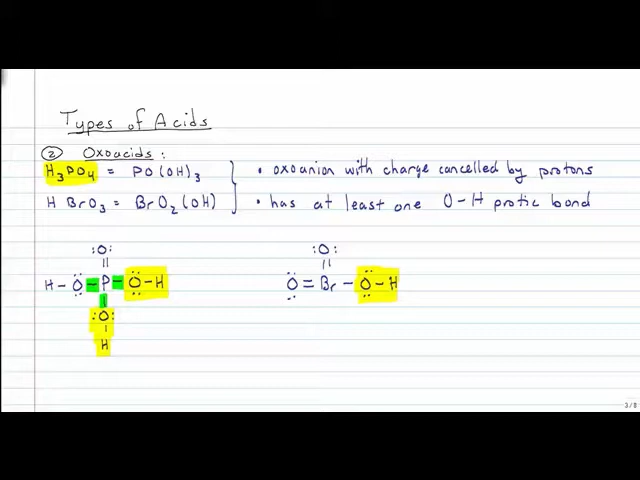 Types of Acids
② Oxoacids:
H₃PO₄ = PO(OH)₃ } • oxoanion with charge cancelled by protons
HBrO₃ = BrO₂(OH) } • has at least one O-H protic bond
:O: :O:
|| ||
H - O - P - O - H O = Br - O - H
|
:O:
|
H
3/8